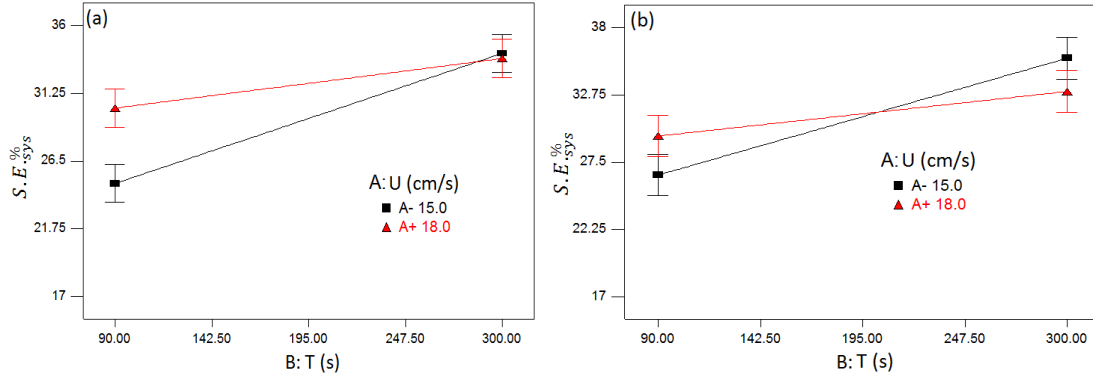 (a)
36
31.25
26.5
21.75
17
S.E.%sys
A: U (cm/s)
A- 15.0
A+ 18.0
90.00 142.50 195.00 247.50 300.00
B: T (s)
(b)
38
32.75
27.5
22.25
17
S.E.%sys
A: U (cm/s)
A- 15.0
A+ 18.0
90.00 142.50 195.00 247.50 300.00
B: T (s)